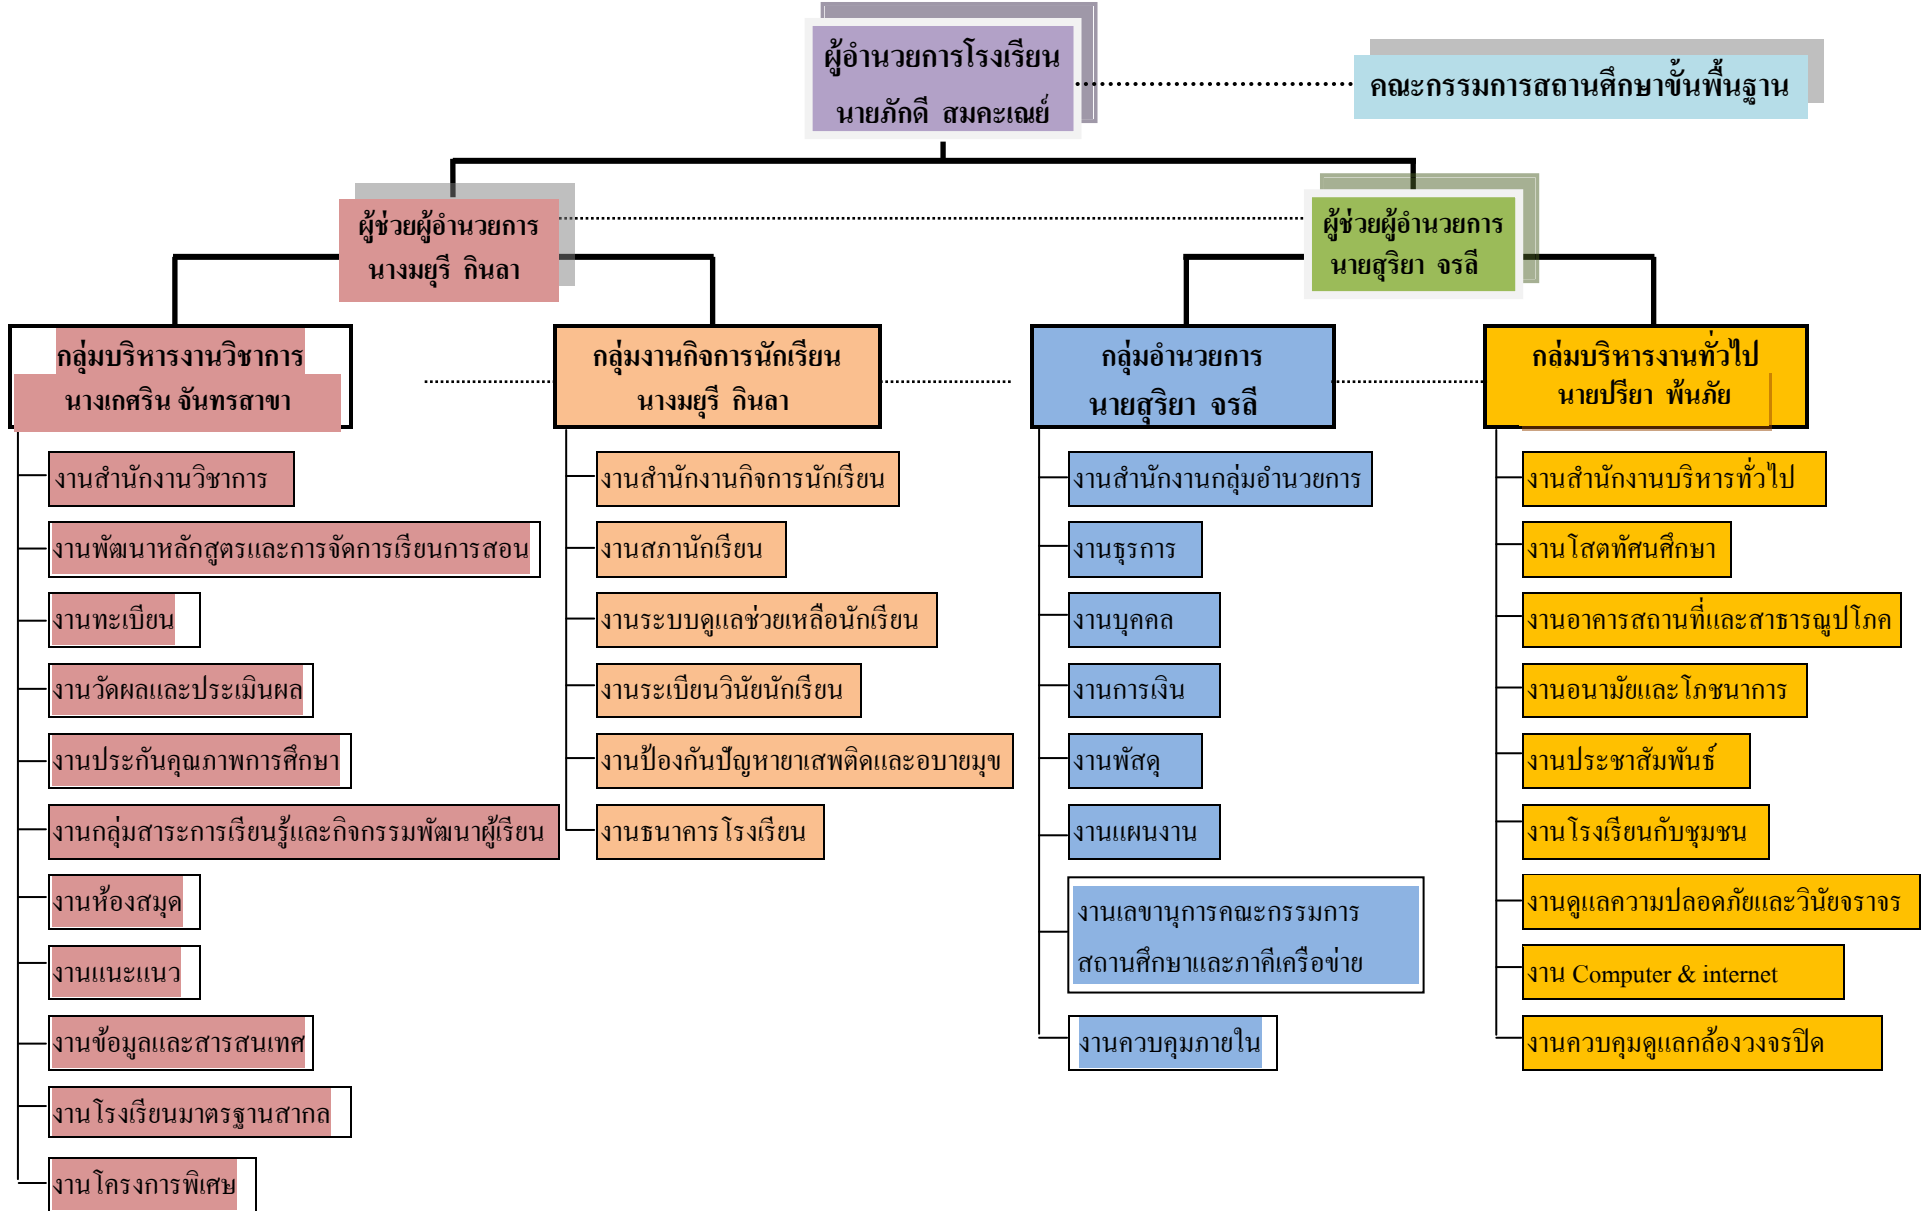 ผู้อำนวยการโรงเรียน
นายภักดี สมคะเณย์
คณะกรรมการสถานศึกษาขั้นพื้นฐาน
ผู้ช่วยผู้อำนวยการ
นางมยุรี กินลา
ผู้ช่วยผู้อำนวยการ
นายสุริยา จรลี
กลุ่มบริหารงานวิชาการ
นางเกศริน จันทรสาขา
งานสำนักงานวิชาการ
งานพัฒนาหลักสูตรและการจัดการเรียนการสอน
งานทะเบียน
งานวัดผลและประเมินผล
งานประกันคุณภาพการศึกษา
งานกลุ่มสาระการเรียนรู้และกิจกรรมพัฒนาผู้เรียน
งานห้องสมุด
งานแนะแนว
งานข้อมูลและสารสนเทศ
งานโรงเรียนมาตรฐานสากล
งานโครงการพิเศษ
กลุ่มงานกิจการนักเรียน
นางมยุรี กินลา
งานสำนักงานกิจการนักเรียน
งานสภานักเรียน
งานระบบดูแลช่วยเหลือนักเรียน
งานระเบียบวินัยนักเรียน
งานป้องกันปัญหายาเสพติดและอบายมุข
งานธนาคารโรงเรียน
กลุ่มอำนวยการ
นายสุริยา จรลี
งานสำนักงานกลุ่มอำนวยการ
งานธุรการ
งานบุคคล
งานการเงิน
งานพัสดุ
งานแผนงาน
งานเลขานุการคณะกรรมการ
สถานศึกษาและภาคีเครือข่าย
งานควบคุมภายใน
กลุ่มบริหารงานทั่วไป
นายปรียา พ้นภัย
งานสำนักงานบริหารทั่วไป
งานโสตทัศนศึกษา
งานอาคารสถานที่และสาธารณูปโภค
งานอนามัยและโภชนาการ
งานประชาสัมพันธ์
งานโรงเรียนกับชุมชน
งานดูแลความปลอดภัยและวินัยจราจร
งาน Computer & internet
งานควบคุมดูแลกล้องวงจรปิด